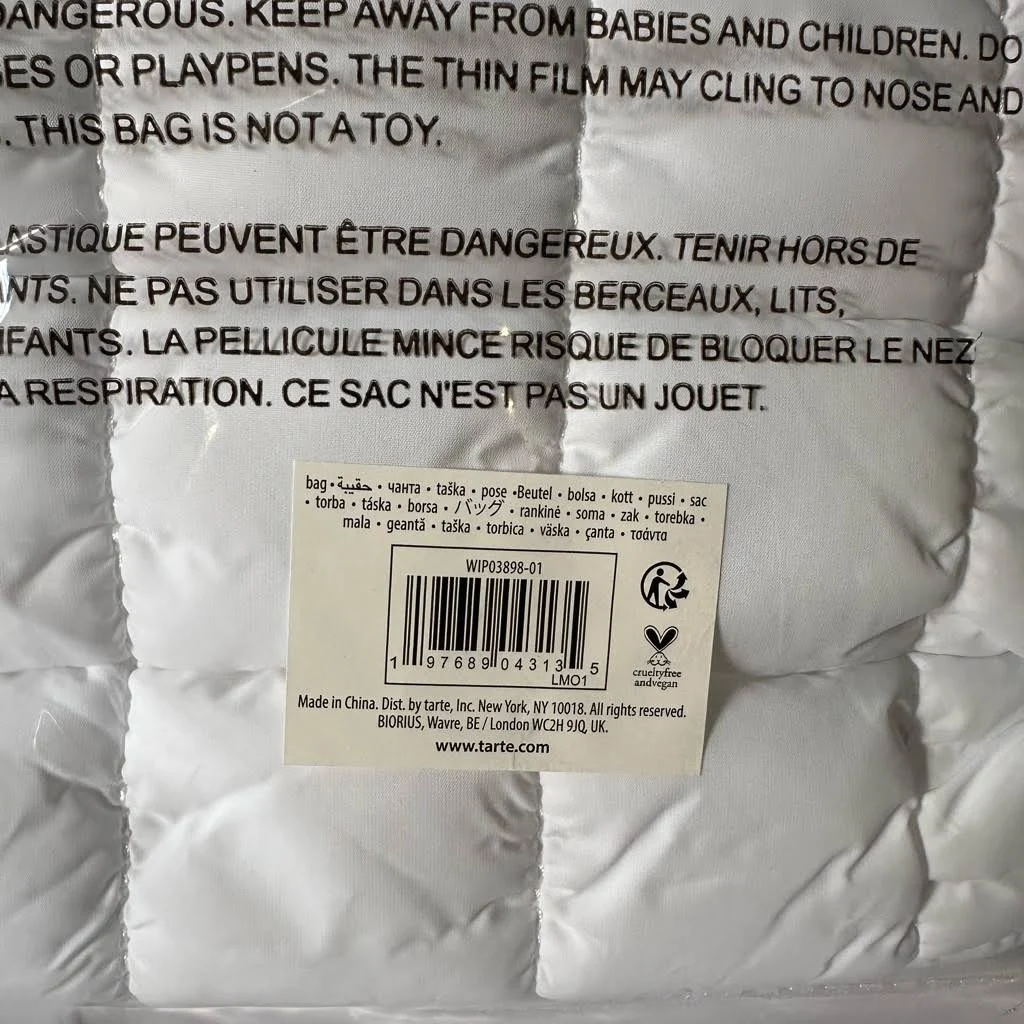 DANGEROUS. KEEP AWAY FROM BABIES AND CHILDREN. DO
ES OR PLAYPENS. THE THIN FILM MAY CLING TO NOSE AND
. THIS BAG IS NOT A TOY.
ASTIQUE PEUVENT ÊTRE DANGEREUX. TENIR HORS DE
NTS. NE PAS UTILISER DANS LES BERCEAUX, LITS,
FANTS. LA PELLICULE MINCE RISQUE DE BLOQUER LE NEZ
A RESPIRATION. CE SAC N'EST PAS UN JOUET.
bag • حقيبة • чанта • taška • pose •Beutel • bolsa • kott • pussi • sac
• torba • táska • borsa • バッグ • rankinė • soma • zak • torebka •
mala • geantă • taška • torbica • väska • çanta • τσάντα
WIP03898-01
1 97689 04313 5
LMO1
crueltyfree
andvegan
Made in China. Dist. by tarte, Inc. New York, NY 10018. All rights reserved.
BIORIUS, Wavre, BE / London WC2H 9JQ, UK.
www.tarte.com